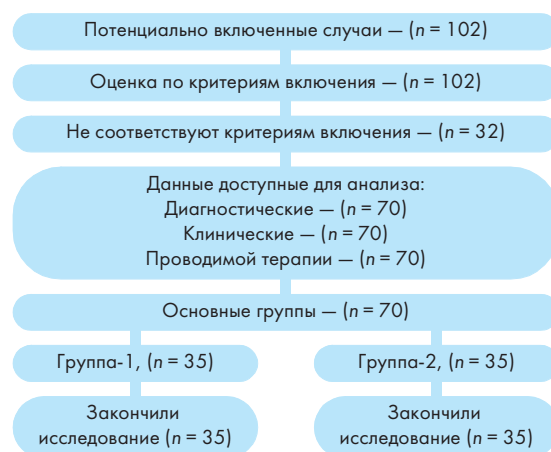 Потенциально включенные случаи — (n = 102)
Оценка по критериям включения — (n = 102)
Не соответствуют критериям включения — (n = 32)
Данные доступные для анализа:
Диагностические — (n = 70)
Клинические — (n = 70)
Проводимой терапии — (n = 70)
Основные группы — (n = 70)
Группа-1, (n = 35)
Группа-2, (n = 35)
Закончили
исследование (n = 35)
Закончили
исследование (n = 35)